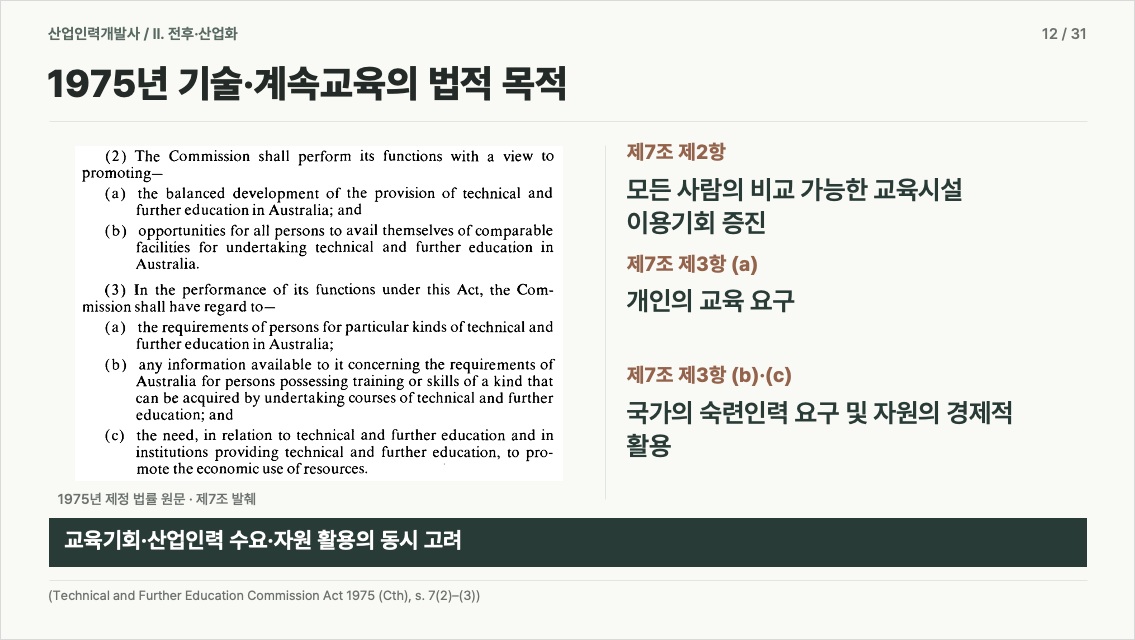 산업인력개발사 / II. 전후·산업화
12 / 31
1975년 기술·계속교육의 법적 목적
(2) The Commission shall perform its functions with a view to
promoting—
(a) the balanced development of the provision of technical and
further education in Australia; and
(b) opportunities for all persons to avail themselves of comparable
facilities for undertaking technical and further education in
Australia.
(3) In the performance of its functions under this Act, the Com-
mission shall have regard to—
(a) the requirements of persons for particular kinds of technical and
further education in Australia;
(b) any information available to it concerning the requirements of
Australia for persons possessing training or skills of a kind that
can be acquired by undertaking courses of technical and further
education; and
(c) the need, in relation to technical and further education and in
institutions providing technical and further education, to pro-
mote the economic use of resources.
1975년 제정 법률 원문 · 제7조 발췌
제7조 제2항
모든 사람의 비교 가능한 교육시설
이용기회 증진
제7조 제3항 (a)
개인의 교육 요구
제7조 제3항 (b)·(c)
국가의 숙련인력 요구 및 자원의 경제적
활용
교육기회·산업인력 수요·자원 활용의 동시 고려
(Technical and Further Education Commission Act 1975 (Cth), s. 7(2)–(3))